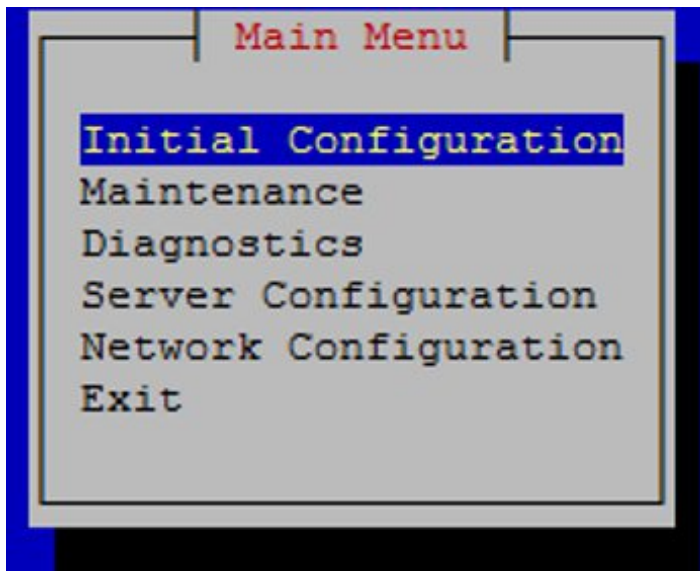 Main Menu
Initial Configuration
Maintenance
Diagnostics
Server Configuration
Network Configuration
Exit